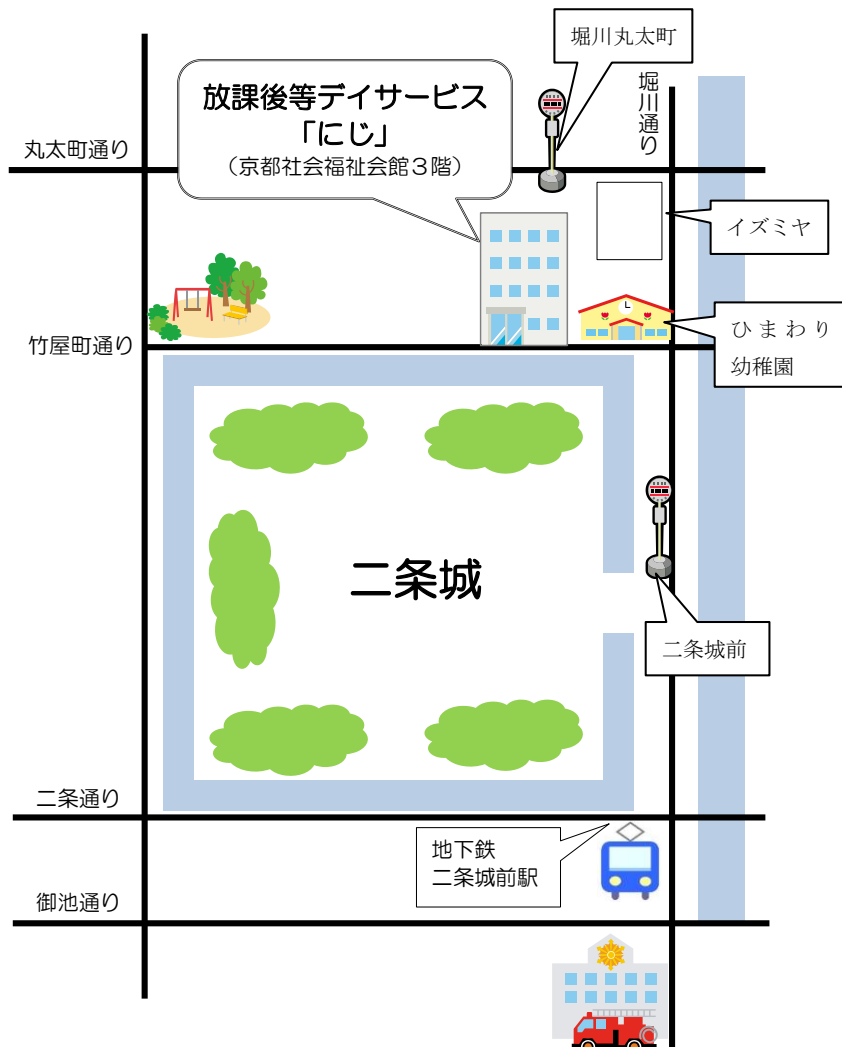 堀川丸太町
堀川通り
放課後等デイサービス
「にじ」
（京都社会福祉会館３階）
丸太町通り
イズミヤ
竹屋町通り
ひまわり
幼稚園
二条城
二条城前
二条通り
地下鉄
二条城前駅
御池通り